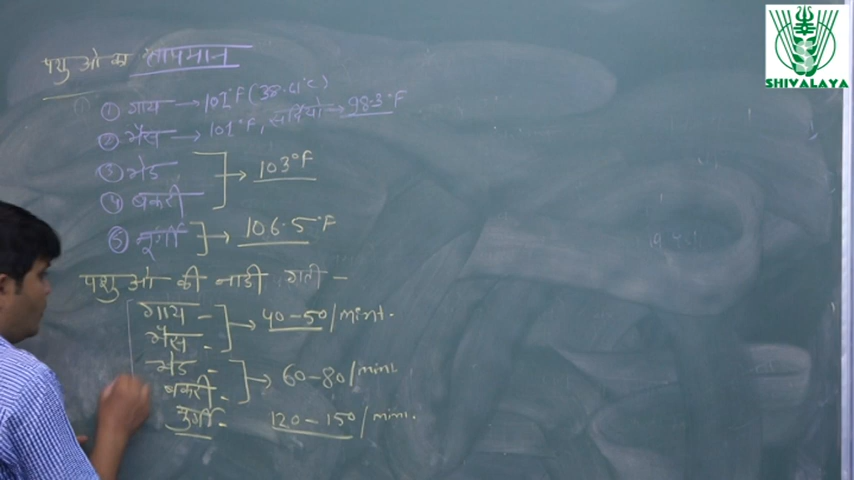 SHIVALAYA
पशुओ का तापमान
① गाय → 101°F (38.61°C)
② भैंस → 101°F, सर्दियो → 98.3°F
③ भेड
④ बकरी → 103°F
⑤ मुर्गी → 106.5°F
पशुओ की नाडी गती -
गाय -
भैंस - → 40-50/mint.
भेड -
बकरी - → 60-80/mint
मुर्गी - 120-150/mint.